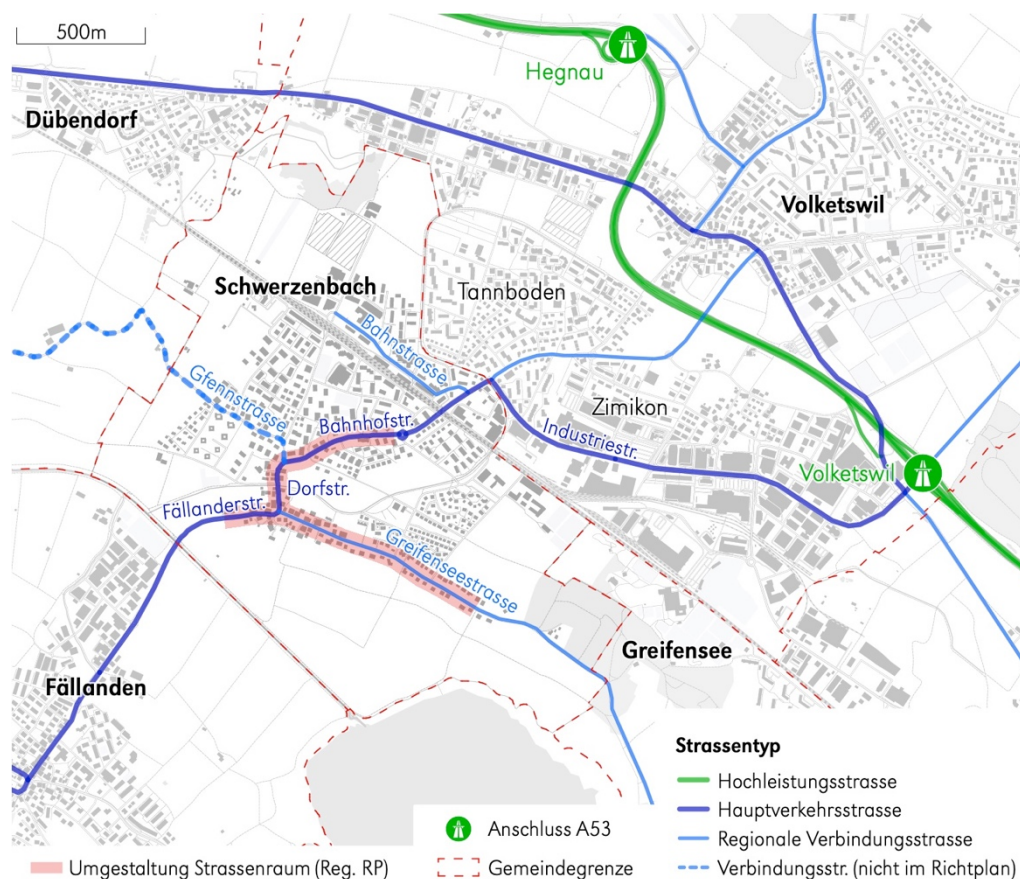 500m
Hegnau
Dübendorf
Volketswil
Schwerzenbach
Tannboden
Bahnstrasse
Gfennstrasse
Zimikon
Bahnhofstr.
Industriestr.
Volketswil
Dorfstr.
Fällanderstr.
Greifenseestrasse
Greifensee
Fällanden
Strassentyp
Hochleistungsstrasse
Hauptverkehrsstrasse
Anschluss A53
Regionale Verbindungsstrasse
Umgestaltung Strassenraum (Reg. RP)
Gemeindegrenze
Verbindungsstr. (nicht im Richtplan)